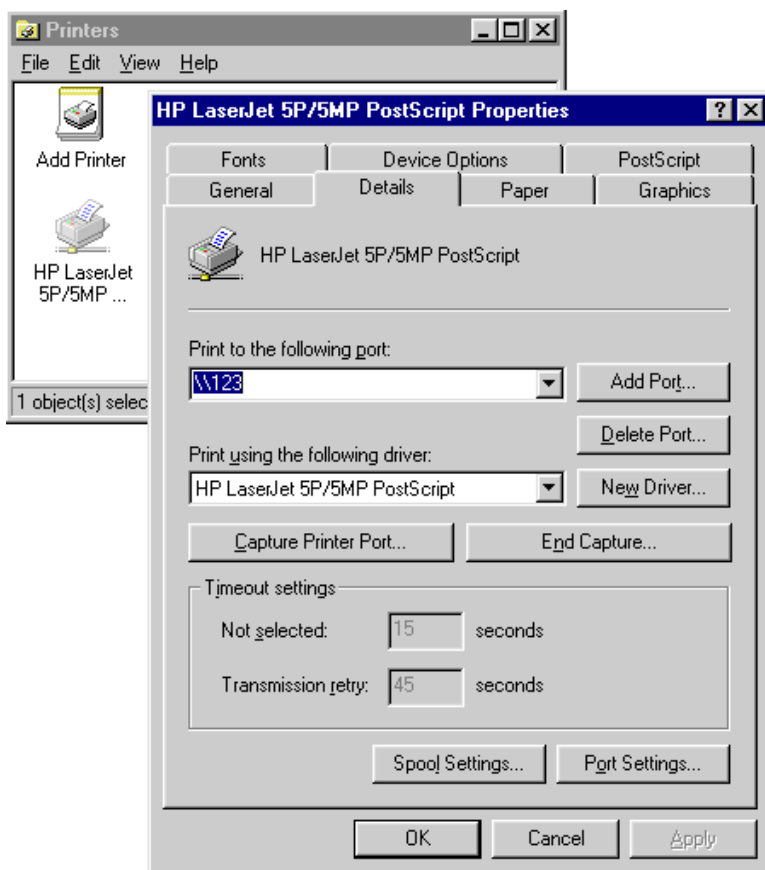 Printers
File Edit View Help
Add Printer
HP LaserJet
5P/5MP ...
1 object(s) selec
HP LaserJet 5P/5MP PostScript Properties
Fonts Device Options PostScript
General Details Paper Graphics
HP LaserJet 5P/5MP PostScript
Print to the following port:
\\123
Add Port...
Delete Port...
Print using the following driver:
HP LaserJet 5P/5MP PostScript
New Driver...
Capture Printer Port... End Capture...
Timeout settings
Not selected: 15 seconds
Transmission retry: 45 seconds
Spool Settings... Port Settings...
OK Cancel Apply